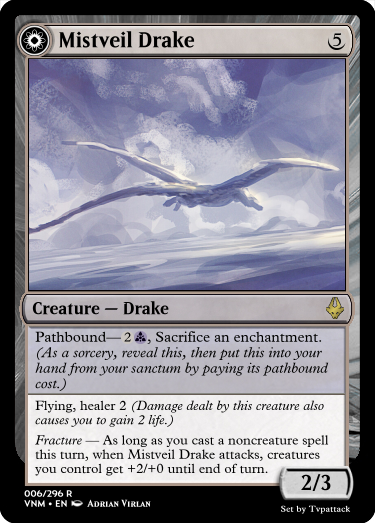 Mistveil Drake 5
Creature — Drake
Pathbound— 2, Sacrifice an enchantment.
(As a sorcery, reveal this, then put this into your
hand from your sanctum by paying its pathbound
cost.)
Flying, healer 2 (Damage dealt by this creature also
causes you to gain 2 life.)
Fracture — As long as you cast a noncreature spell
this turn, when Mistveil Drake attacks, creatures
you control get +2/+0 until end of turn.
2/3
006/296 R
VNM • EN Adrian Virlan
Set by Tvpattack